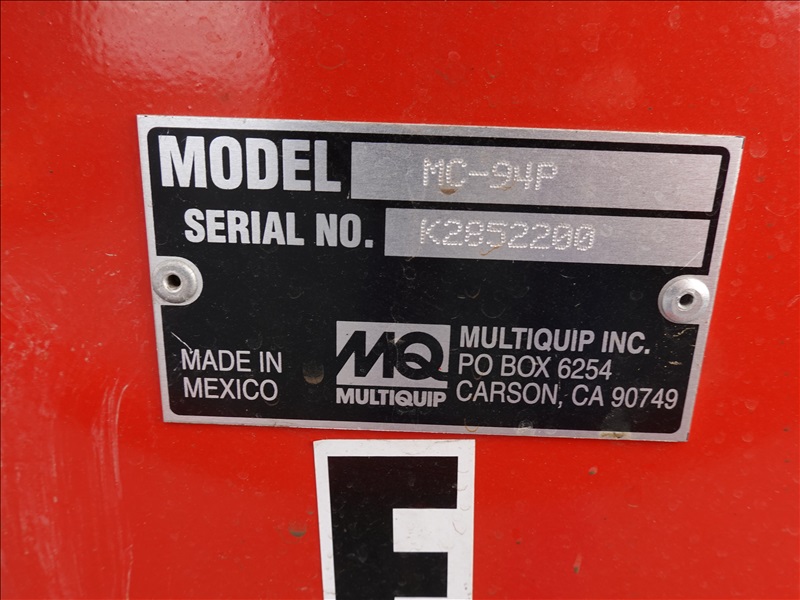 MODEL MC-94P
SERIAL NO. K2852200
MADE IN
MEXICO
MQ
MULTIQUIP
MULTIQUIP INC.
PO BOX 6254
CARSON, CA 90749
E